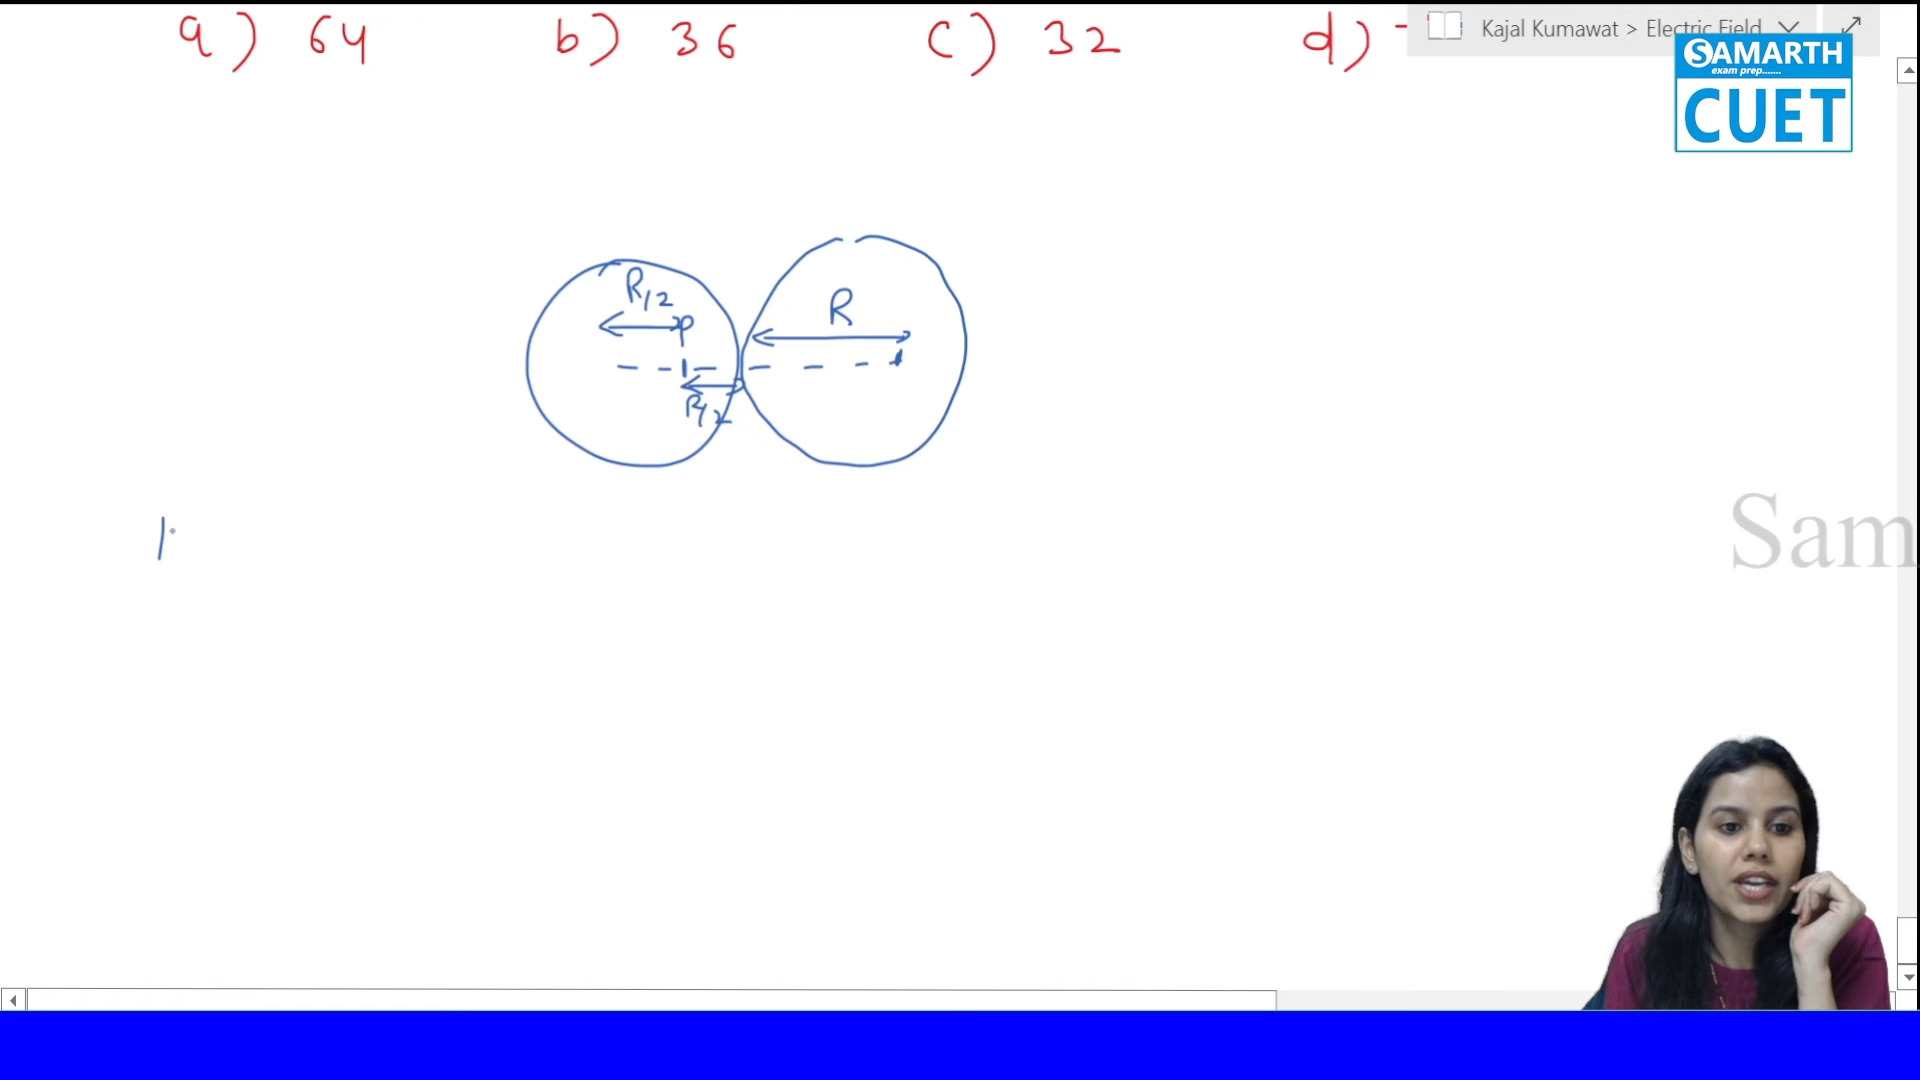 a) 64 b) 36 c) 32 d)
Kajal Kumawat > Electric Field
SAMARTH
exam prep.......
CUET
R/2
R
P
R/2
Sam